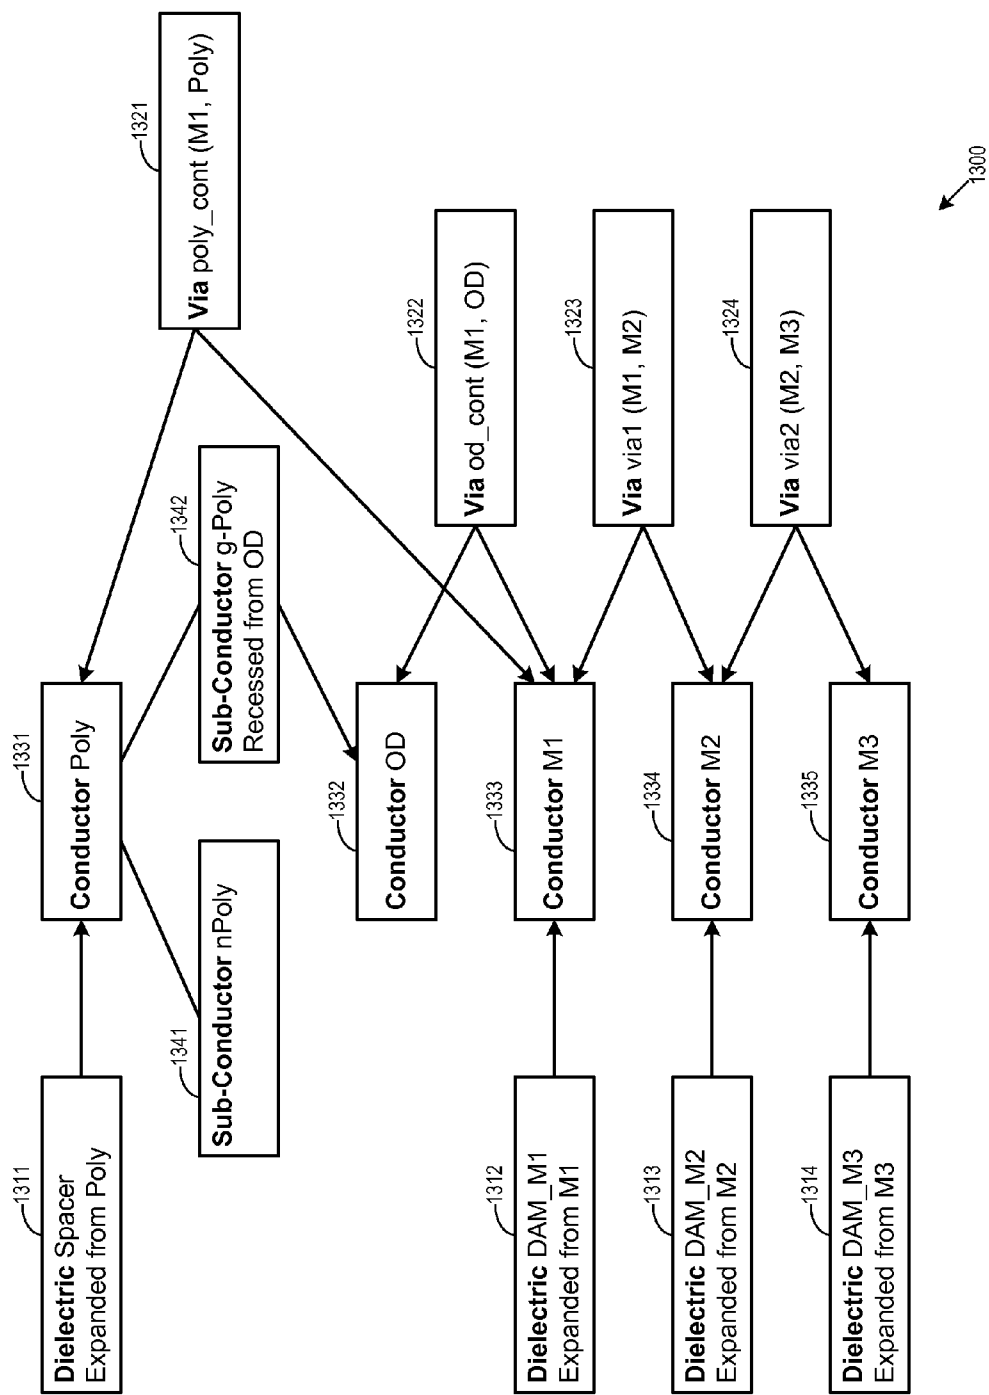 1311
Dielectric Spacer
Expanded from Poly
1331
Conductor Poly
1321
Via poly_cont (M1, Poly)
1341
Sub-Conductor nPoly
1342
Sub-Conductor g-Poly
Recessed from OD
1332
Conductor OD
1322
Via od_cont (M1, OD)
1312
Dielectric DAM_M1
Expanded from M1
1333
Conductor M1
1323
Via via1 (M1, M2)
1313
Dielectric DAM_M2
Expanded from M2
1334
Conductor M2
1324
Via via2 (M2, M3)
1314
Dielectric DAM_M3
Expanded from M3
1335
Conductor M3
1300